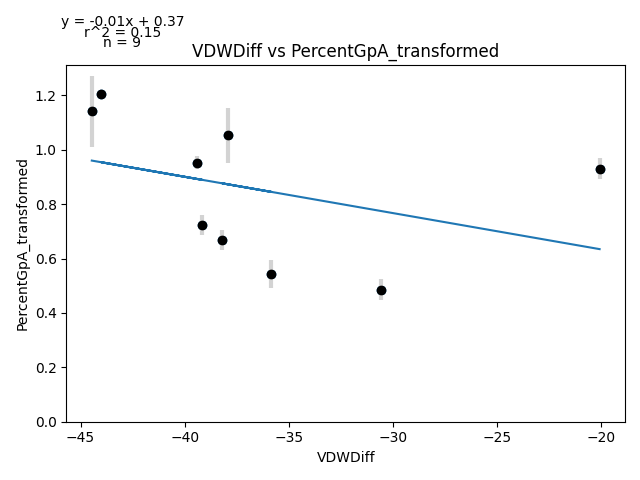 y = -0.01x + 0.37
r^2 = 0.15
n = 9
VDWDiff vs PercentGpA_transformed
PercentGpA_transformed
1.2
1.0
0.8
0.6
0.4
0.2
0.0
−45
−40
−35
−30
−25
−20
VDWDiff